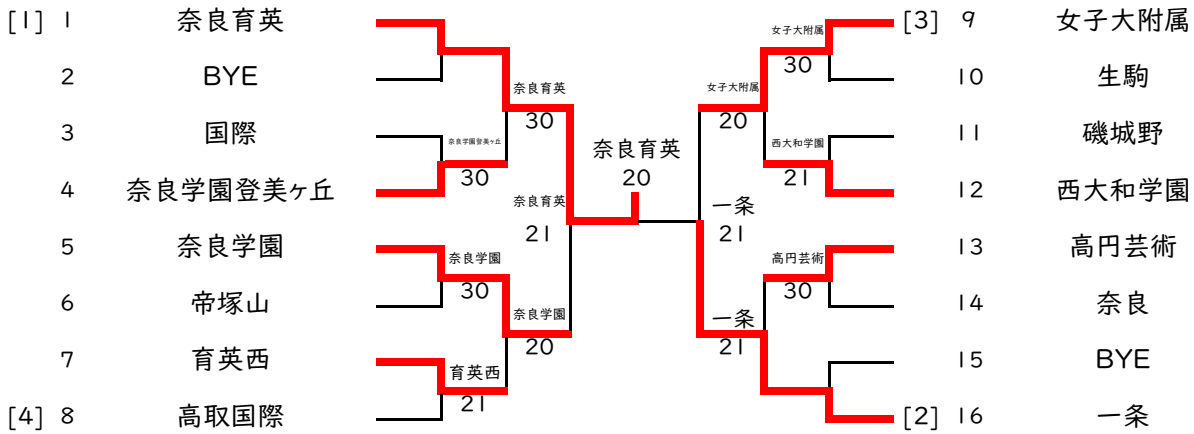 [1] 1 奈良育英
2 BYE
3 国際
4 奈良学園登美ヶ丘
5 奈良学園
6 帝塚山
7 育英西
[4] 8 高取国際
奈良学園登美ヶ丘
30
奈良学園
30
育英西
21
奈良育英
30
奈良学園
20
奈良育英
21
奈良育英
20
一条
21
女子大附属
20
一条
21
女子大附属
30
西大和学園
21
高円芸術
30
[3] 9 女子大附属
10 生駒
11 磯城野
12 西大和学園
13 高円芸術
14 奈良
15 BYE
[2] 16 一条